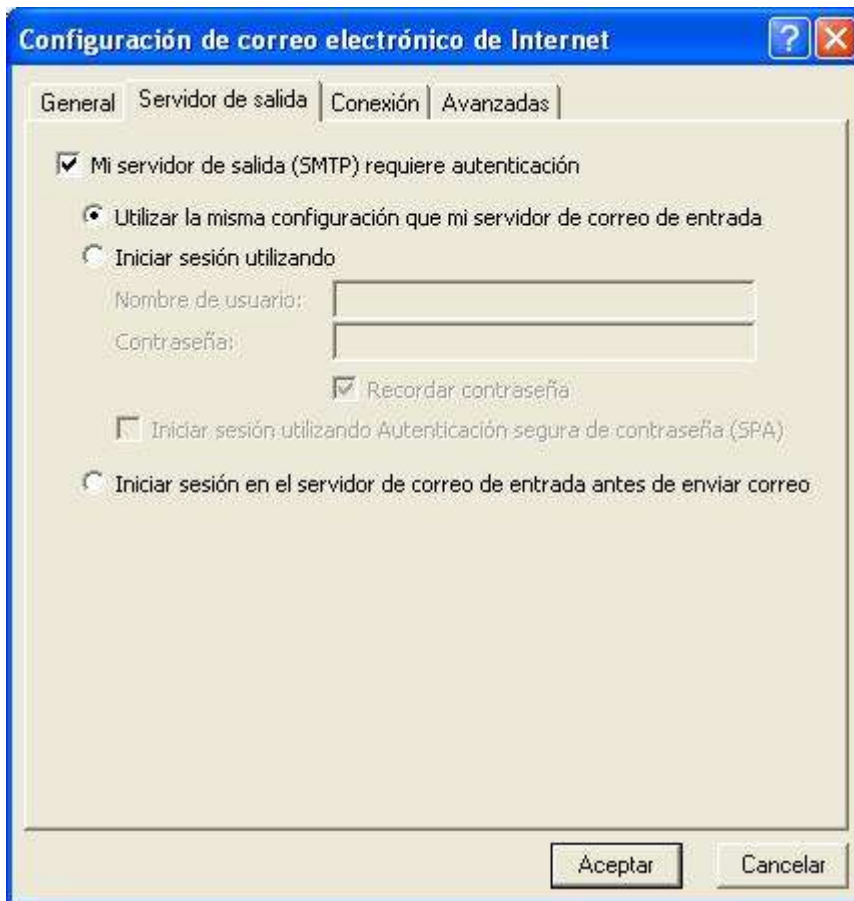 Configuración de correo electrónico de Internet
General Servidor de salida Conexión Avanzadas
Mi servidor de salida (SMTP) requiere autenticación
Utilizar la misma configuración que mi servidor de correo de entrada
Iniciar sesión utilizando
Nombre de usuario:
Contraseña:
Recordar contraseña
Iniciar sesión utilizando Autenticación segura de contraseña (SPA)
Iniciar sesión en el servidor de correo de entrada antes de enviar correo
Aceptar Cancelar